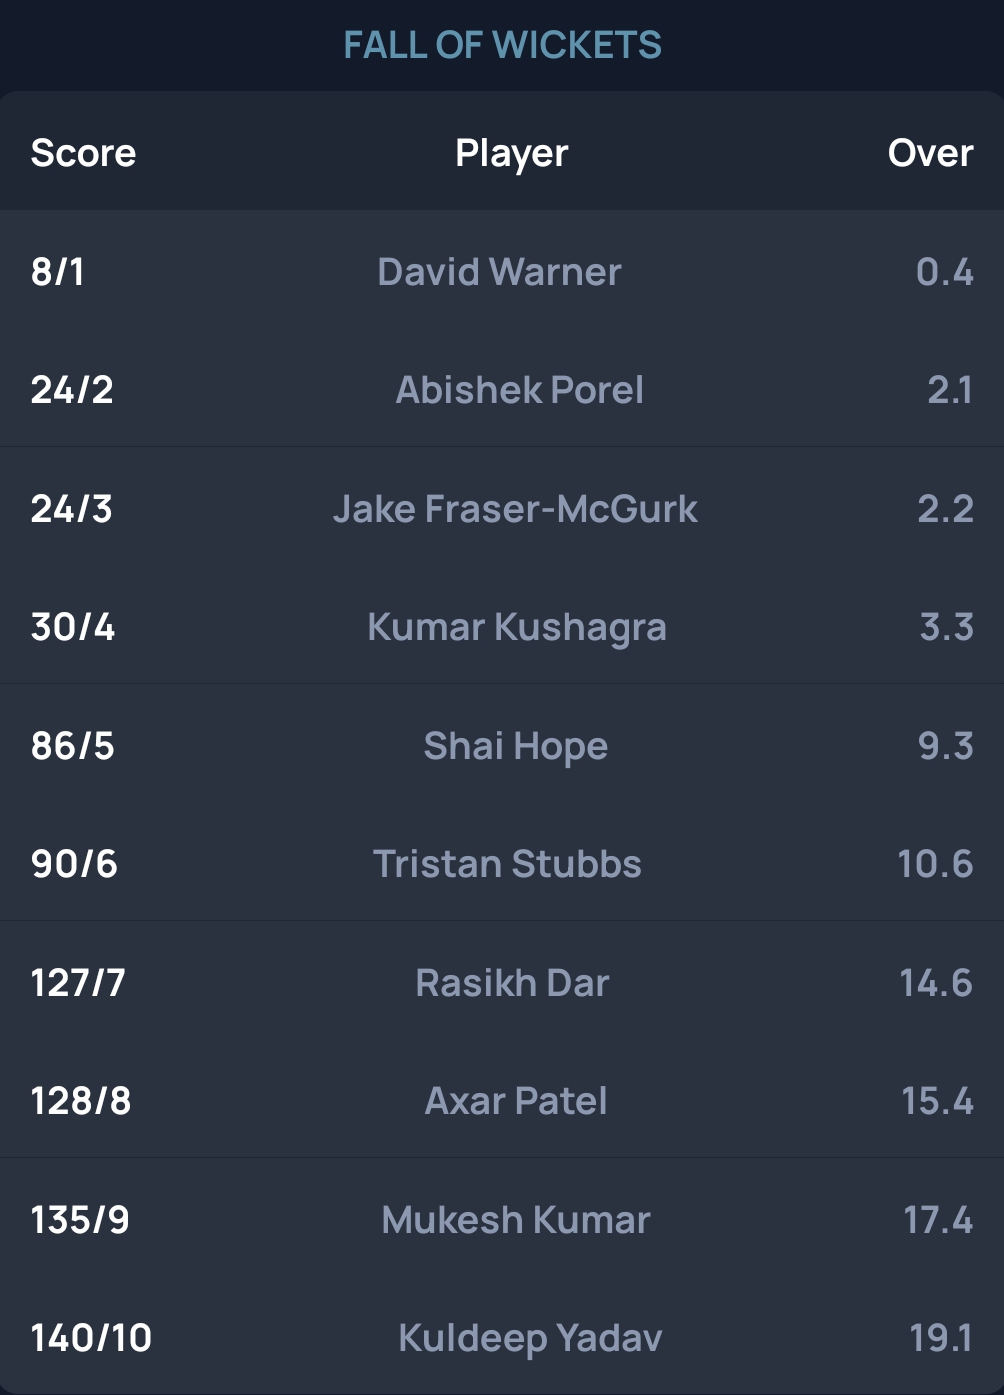 FALL OF WICKETS
Score Player Over
8/1 David Warner 0.4
24/2 Abishek Porel 2.1
24/3 Jake Fraser-McGurk 2.2
30/4 Kumar Kushagra 3.3
86/5 Shai Hope 9.3
90/6 Tristan Stubbs 10.6
127/7 Rasikh Dar 14.6
128/8 Axar Patel 15.4
135/9 Mukesh Kumar 17.4
140/10 Kuldeep Yadav 19.1